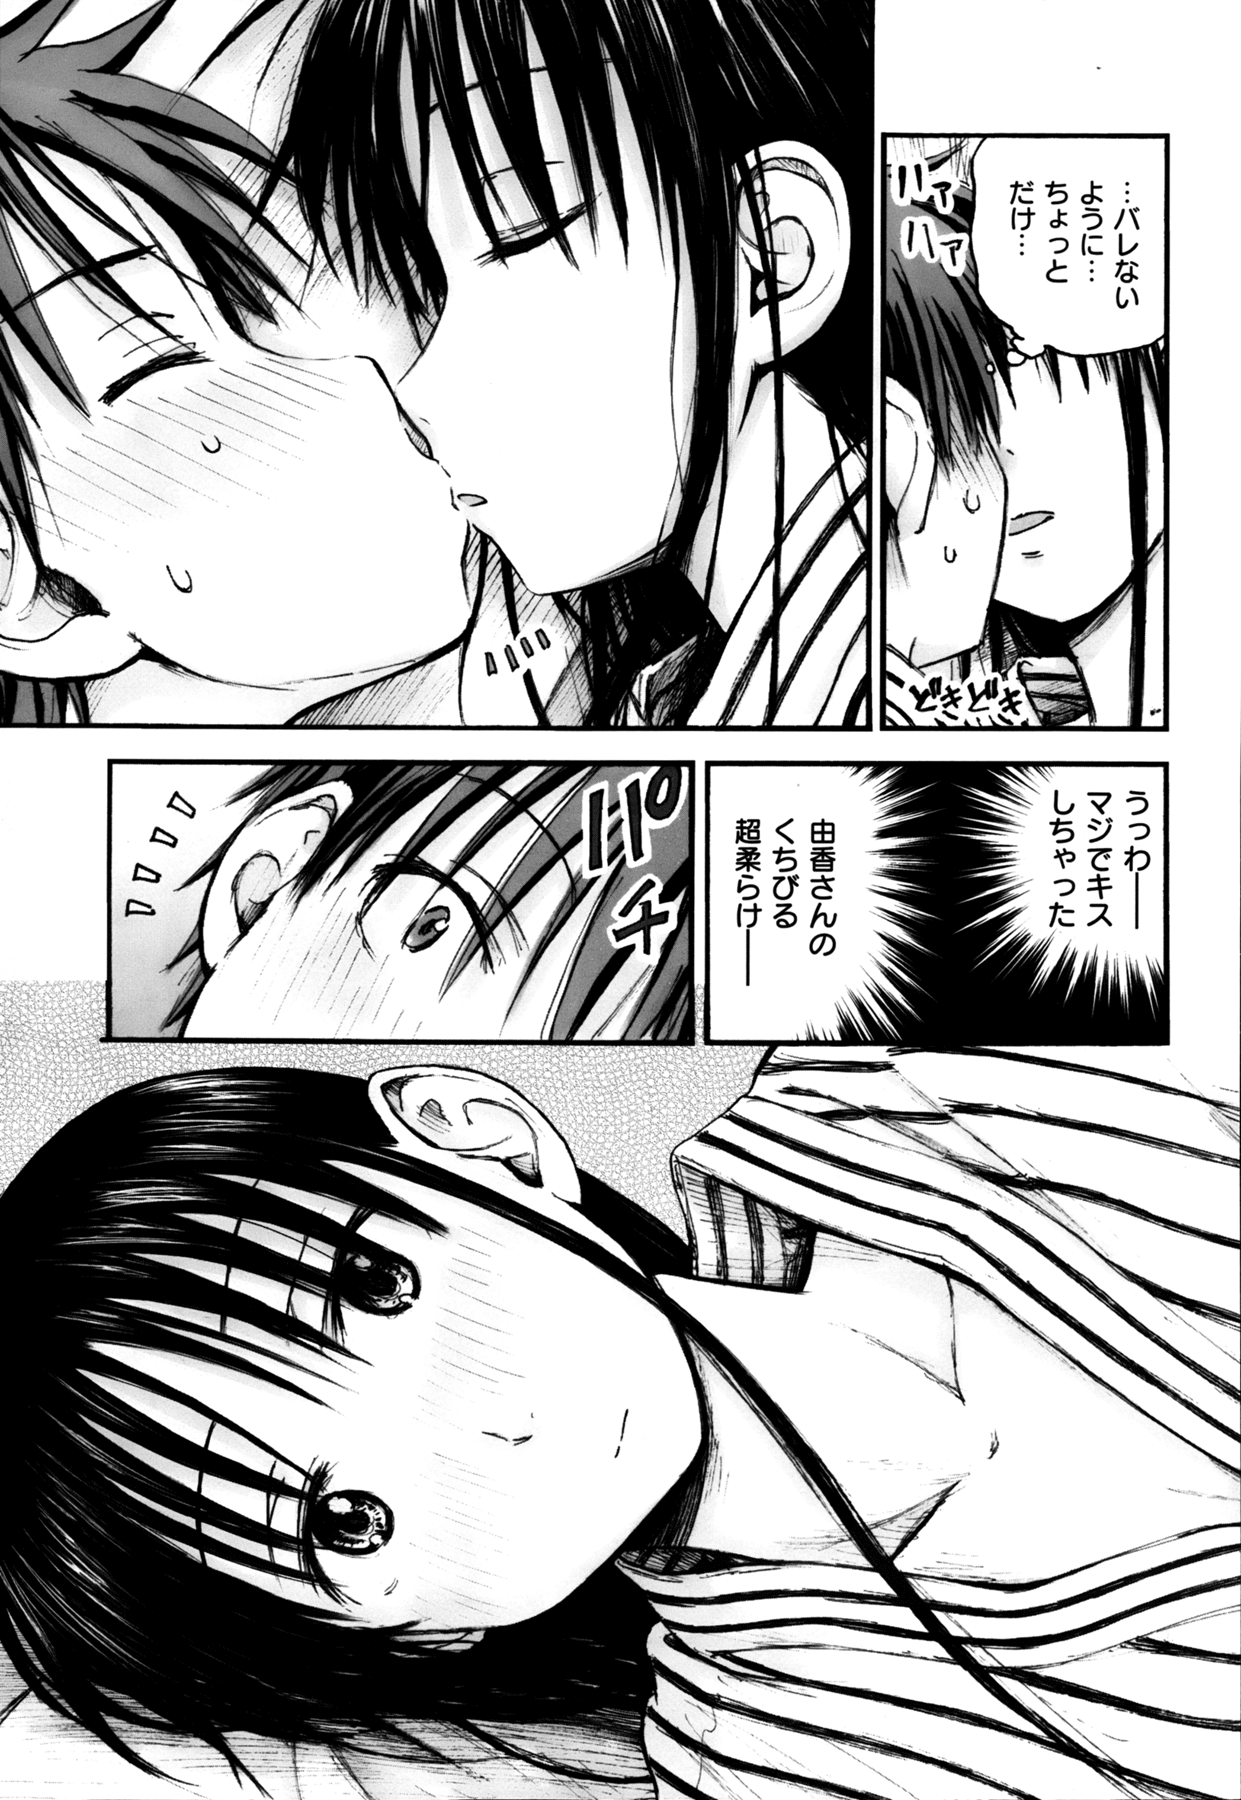 …バレない
ように…
ちょっと
だけ…
ハァ
ハァ
どきどき
うっわ——
マジでキス
しちゃった
由香さんの
くちびる
超柔らけ——
パチ